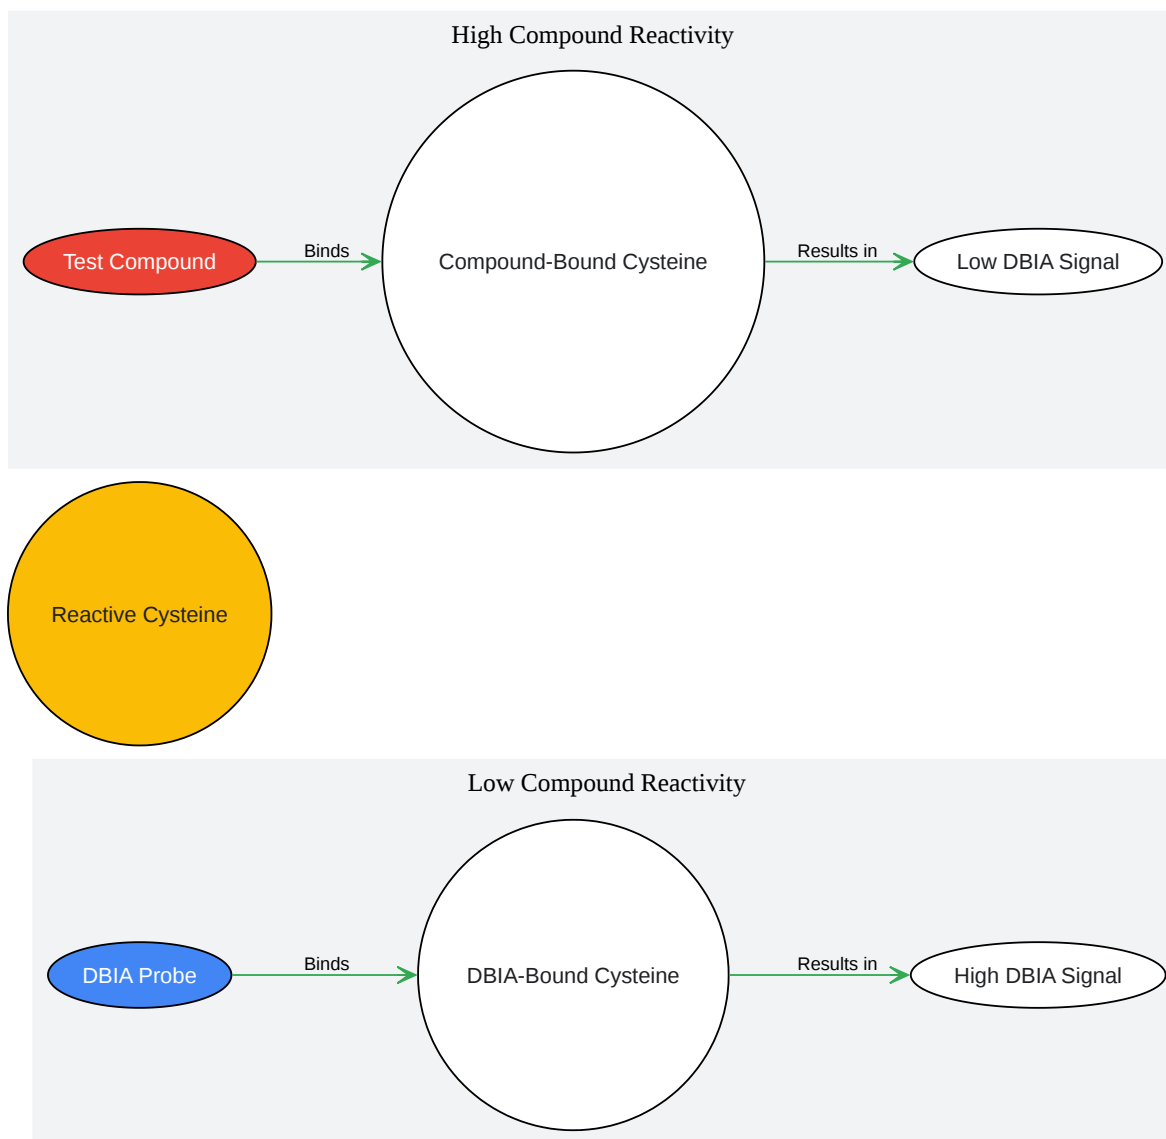 High Compound Reactivity
Test Compound
Binds
Compound-Bound Cysteine
Results in
Low DBIA Signal
Reactive Cysteine
Low Compound Reactivity
DBIA Probe
Binds
DBIA-Bound Cysteine
Results in
High DBIA Signal